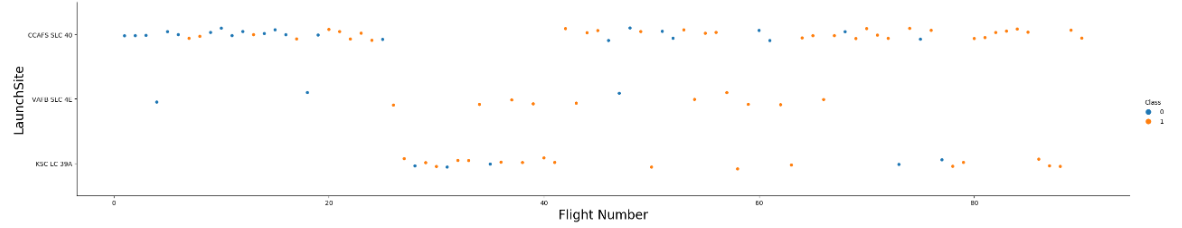 LaunchSite
CCAFS SLC 40
VAFB SLC 4E
KSC LC 39A
0
20
40
60
80
Flight Number
Class
0
1